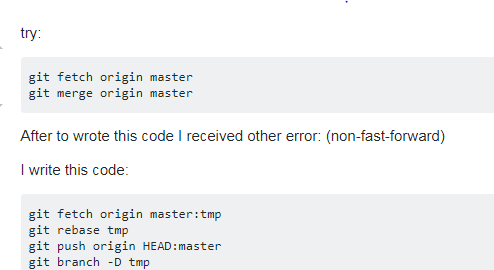 try:
git fetch origin master
git merge origin master
After to wrote this code I received other error: (non-fast-forward)
I write this code:
git fetch origin master:tmp
git rebase tmp
git push origin HEAD:master
git branch -D tmp